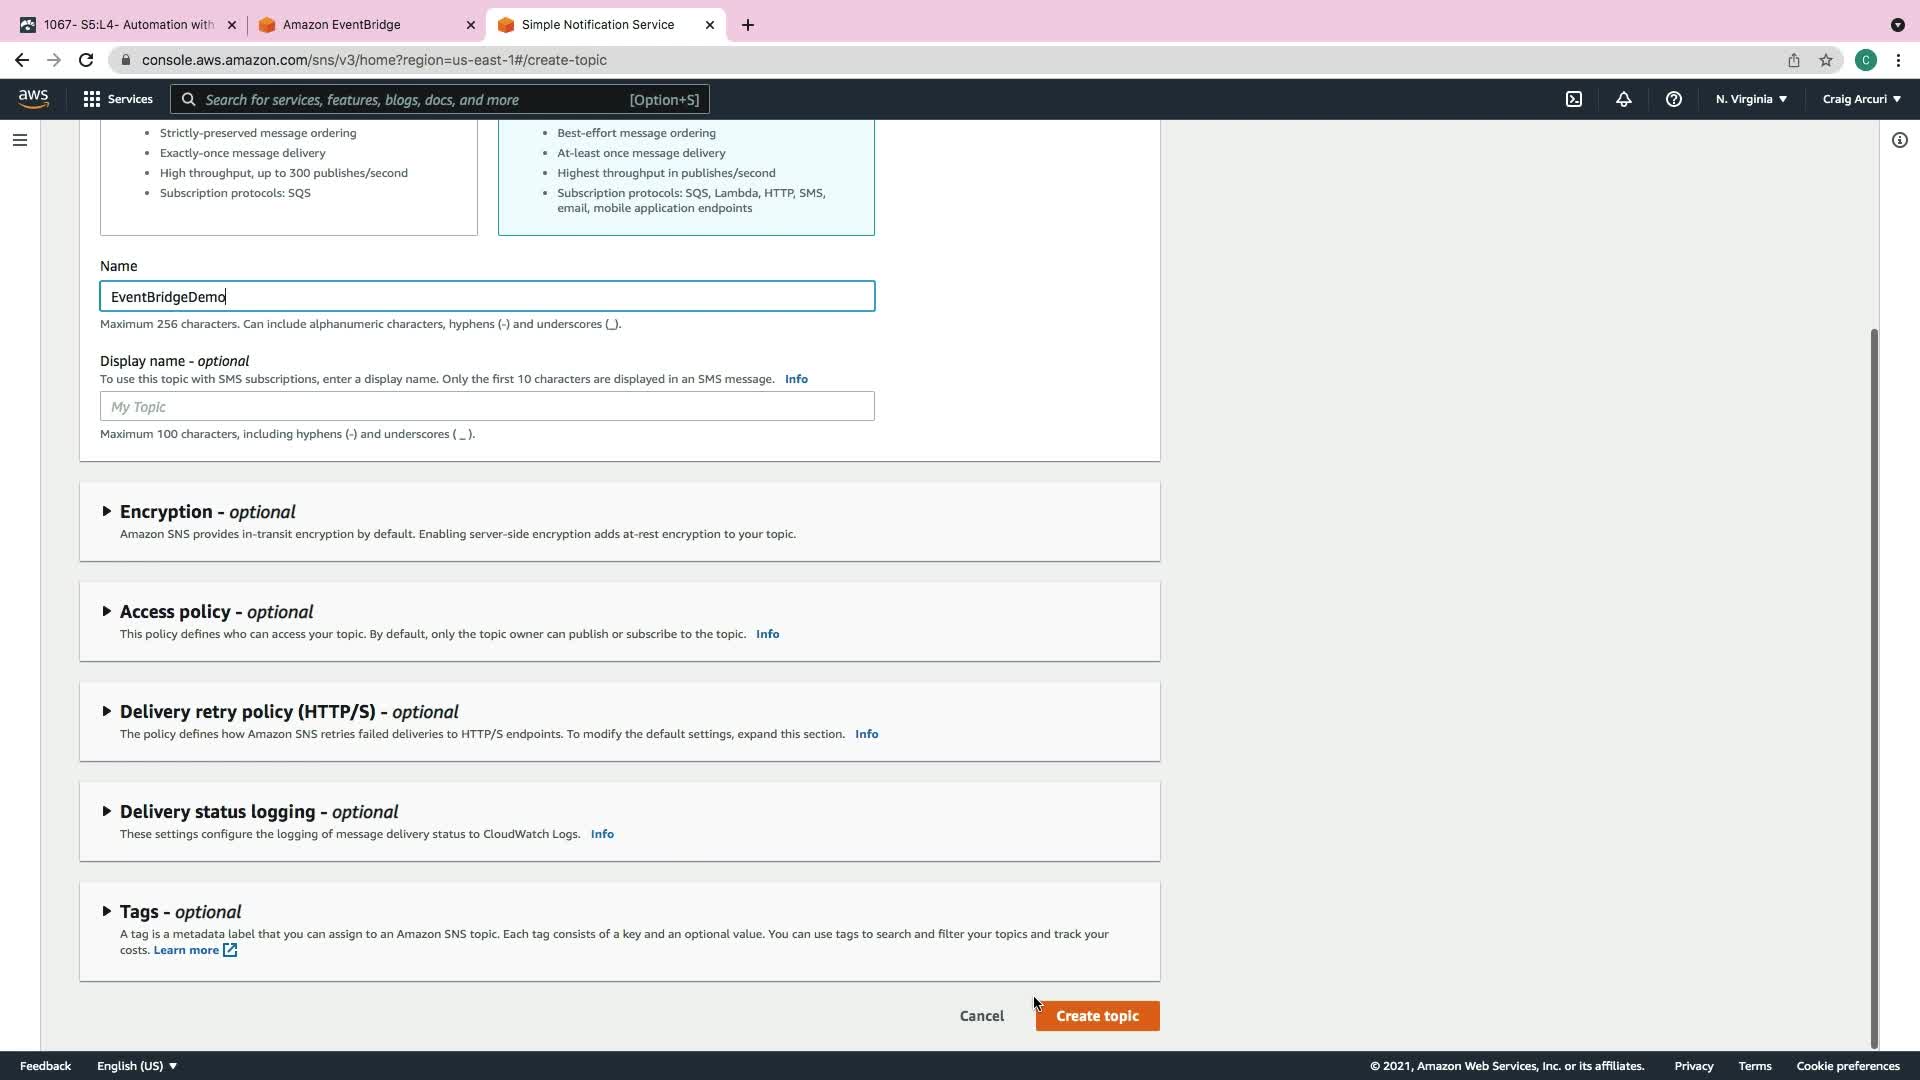 1067- S5:L4- Automation with
Amazon EventBridge
Simple Notification Service
console.aws.amazon.com/sns/v3/home?region=us-east-1#/create-topic
C
aws
Services
Search for services, features, blogs, docs, and more
[Option+S]
N. Virginia
Craig Arcuri
Strictly-preserved message ordering
Exactly-once message delivery
High throughput, up to 300 publishes/second
Subscription protocols: SQS
Best-effort message ordering
At-least once message delivery
Highest throughput in publishes/second
Subscription protocols: SQS, Lambda, HTTP, SMS,
email, mobile application endpoints
Name
EventBridgeDemo
Maximum 256 characters. Can include alphanumeric characters, hyphens (-) and underscores (_).
Display name - optional
To use this topic with SMS subscriptions, enter a display name. Only the first 10 characters are displayed in an SMS message. Info
My Topic
Maximum 100 characters, including hyphens (-) and underscores ( _ ).
Encryption - optional
Amazon SNS provides in-transit encryption by default. Enabling server-side encryption adds at-rest encryption to your topic.
Access policy - optional
This policy defines who can access your topic. By default, only the topic owner can publish or subscribe to the topic. Info
Delivery retry policy (HTTP/S) - optional
The policy defines how Amazon SNS retries failed deliveries to HTTP/S endpoints. To modify the default settings, expand this section. Info
Delivery status logging - optional
These settings configure the logging of message delivery status to CloudWatch Logs. Info
Tags - optional
A tag is a metadata label that you can assign to an Amazon SNS topic. Each tag consists of a key and an optional value. You can use tags to search and filter your topics and track your
costs. Learn more
Cancel
Create topic
Feedback
English (US)
© 2021, Amazon Web Services, Inc. or its affiliates.
Privacy
Terms
Cookie preferences